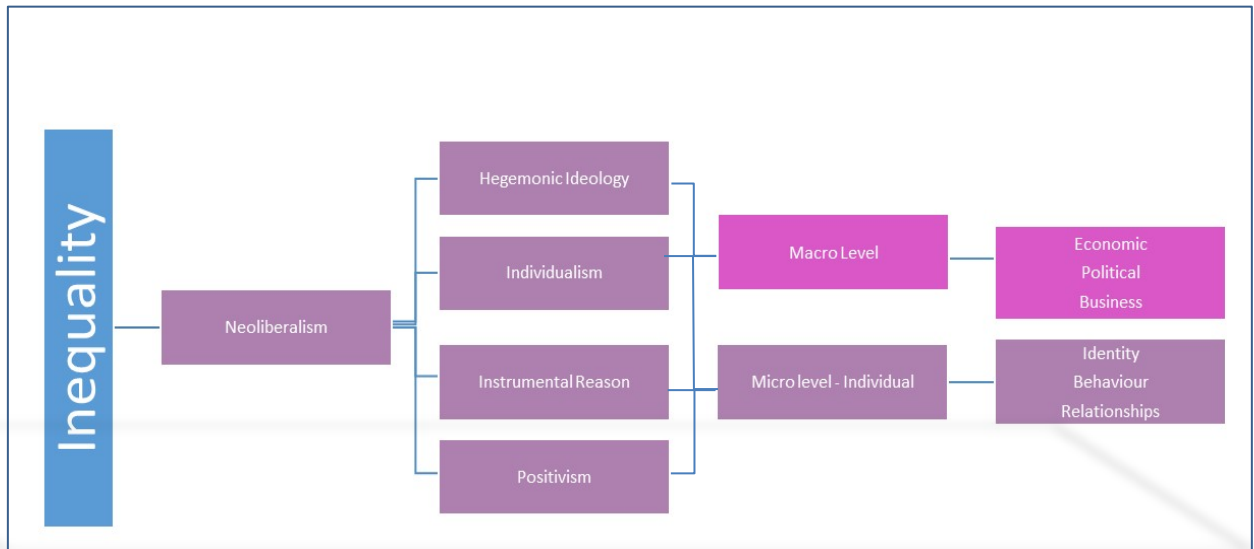 Inequality
Neoliberalism
Hegemonic Ideology
Individualism
Instrumental Reason
Positivism
Macro Level
Micro level - Individual
Economic
Political
Business
Identity
Behaviour
Relationships